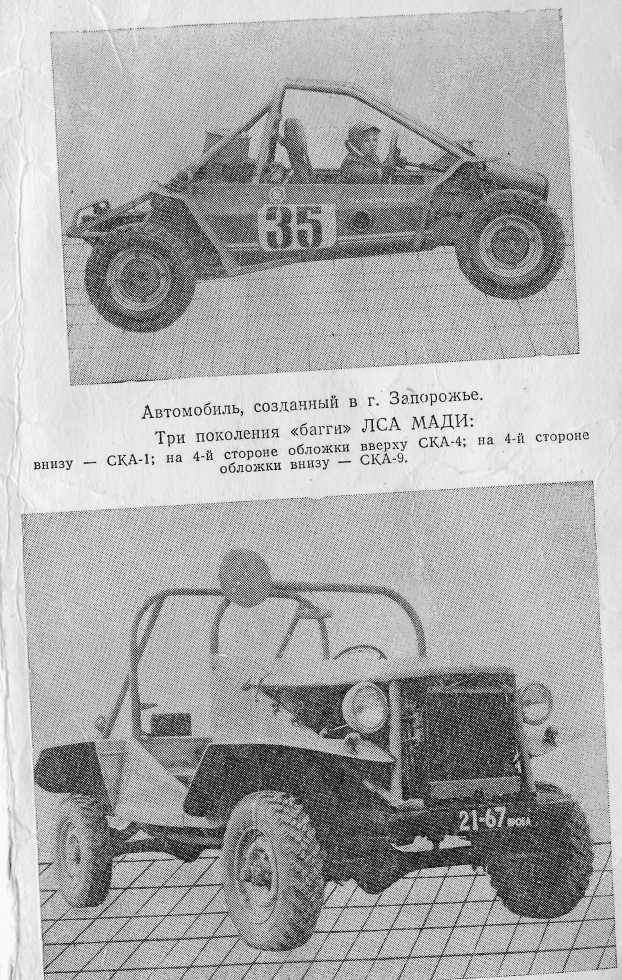 35
Автомобиль, созданный в г. Запорожье.
Три поколения «багги» ЛСА МАДИ:
внизу — СКА-1; на 4-й стороне обложки вверху СКА-4; на 4-й стороне
обложки внизу — СКА-9.
21-67 ПРОБА